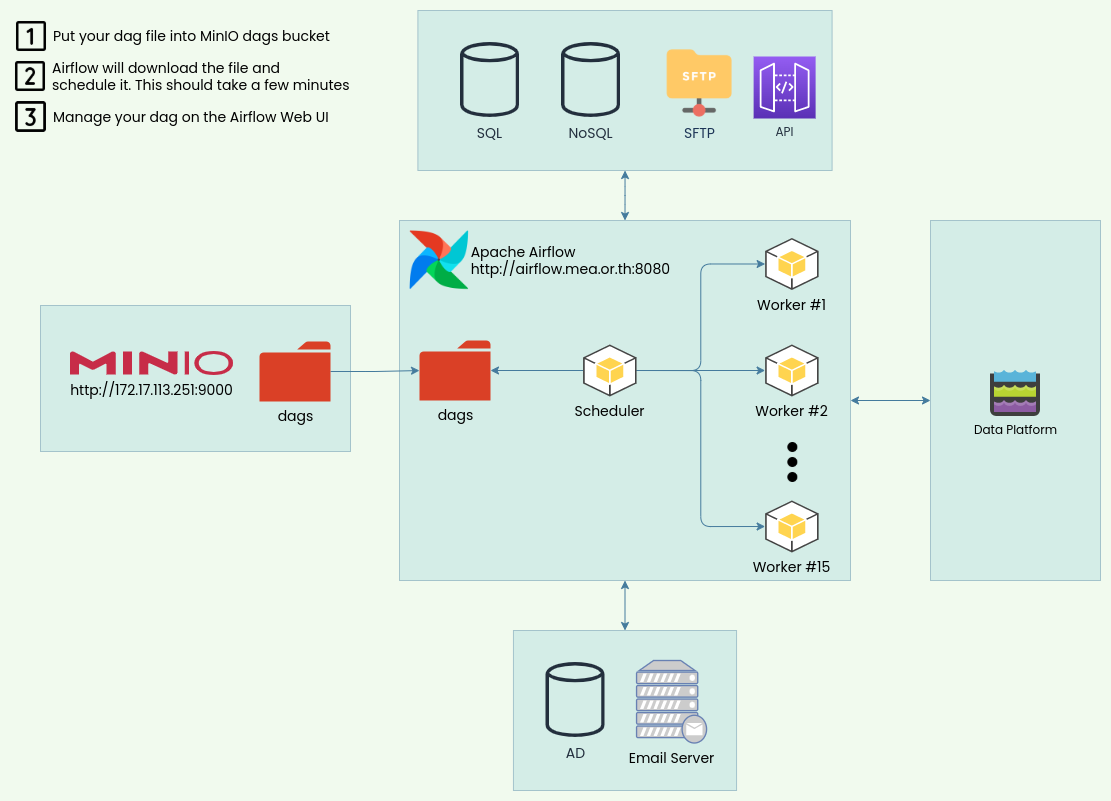 1
Put your dag file into MinIO dags bucket
2
Airflow will download the file and
schedule it. This should take a few minutes
3
Manage your dag on the Airflow Web UI
SFTP
</>
SQL
NoSQL
SFTP
API
Apache Airflow
http://airflow.mea.or.th:8080
Worker #1
MINIO
http://172.17.113.251:9000
dags
dags
Scheduler
Worker #2
Worker #15
Data Platform
AD
Email Server